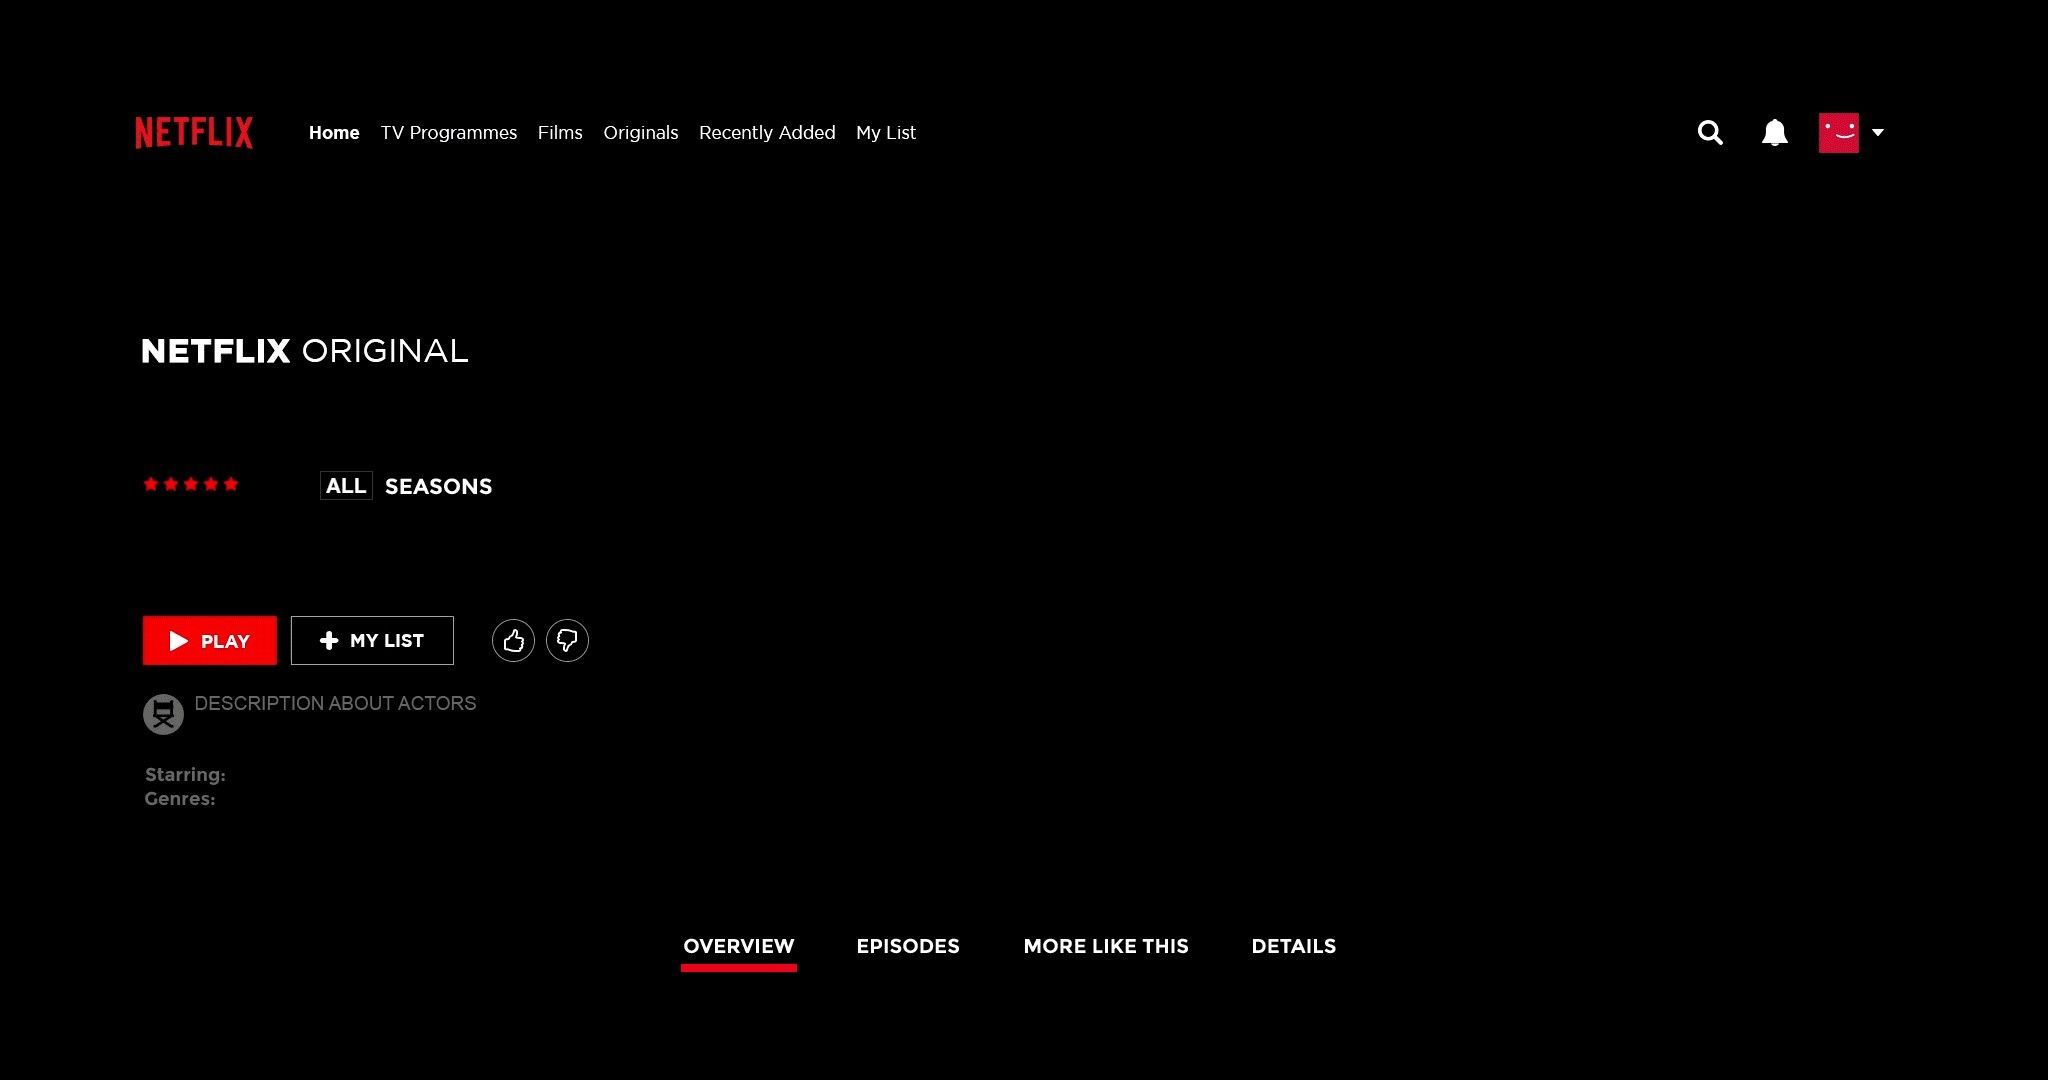 NETFLIX Home TV Programmes Films Originals Recently Added My List
NETFLIX ORIGINAL
ALL SEASONS
PLAY MY LIST
DESCRIPTION ABOUT ACTORS
Starring:
Genres:
OVERVIEW EPISODES MORE LIKE THIS DETAILS